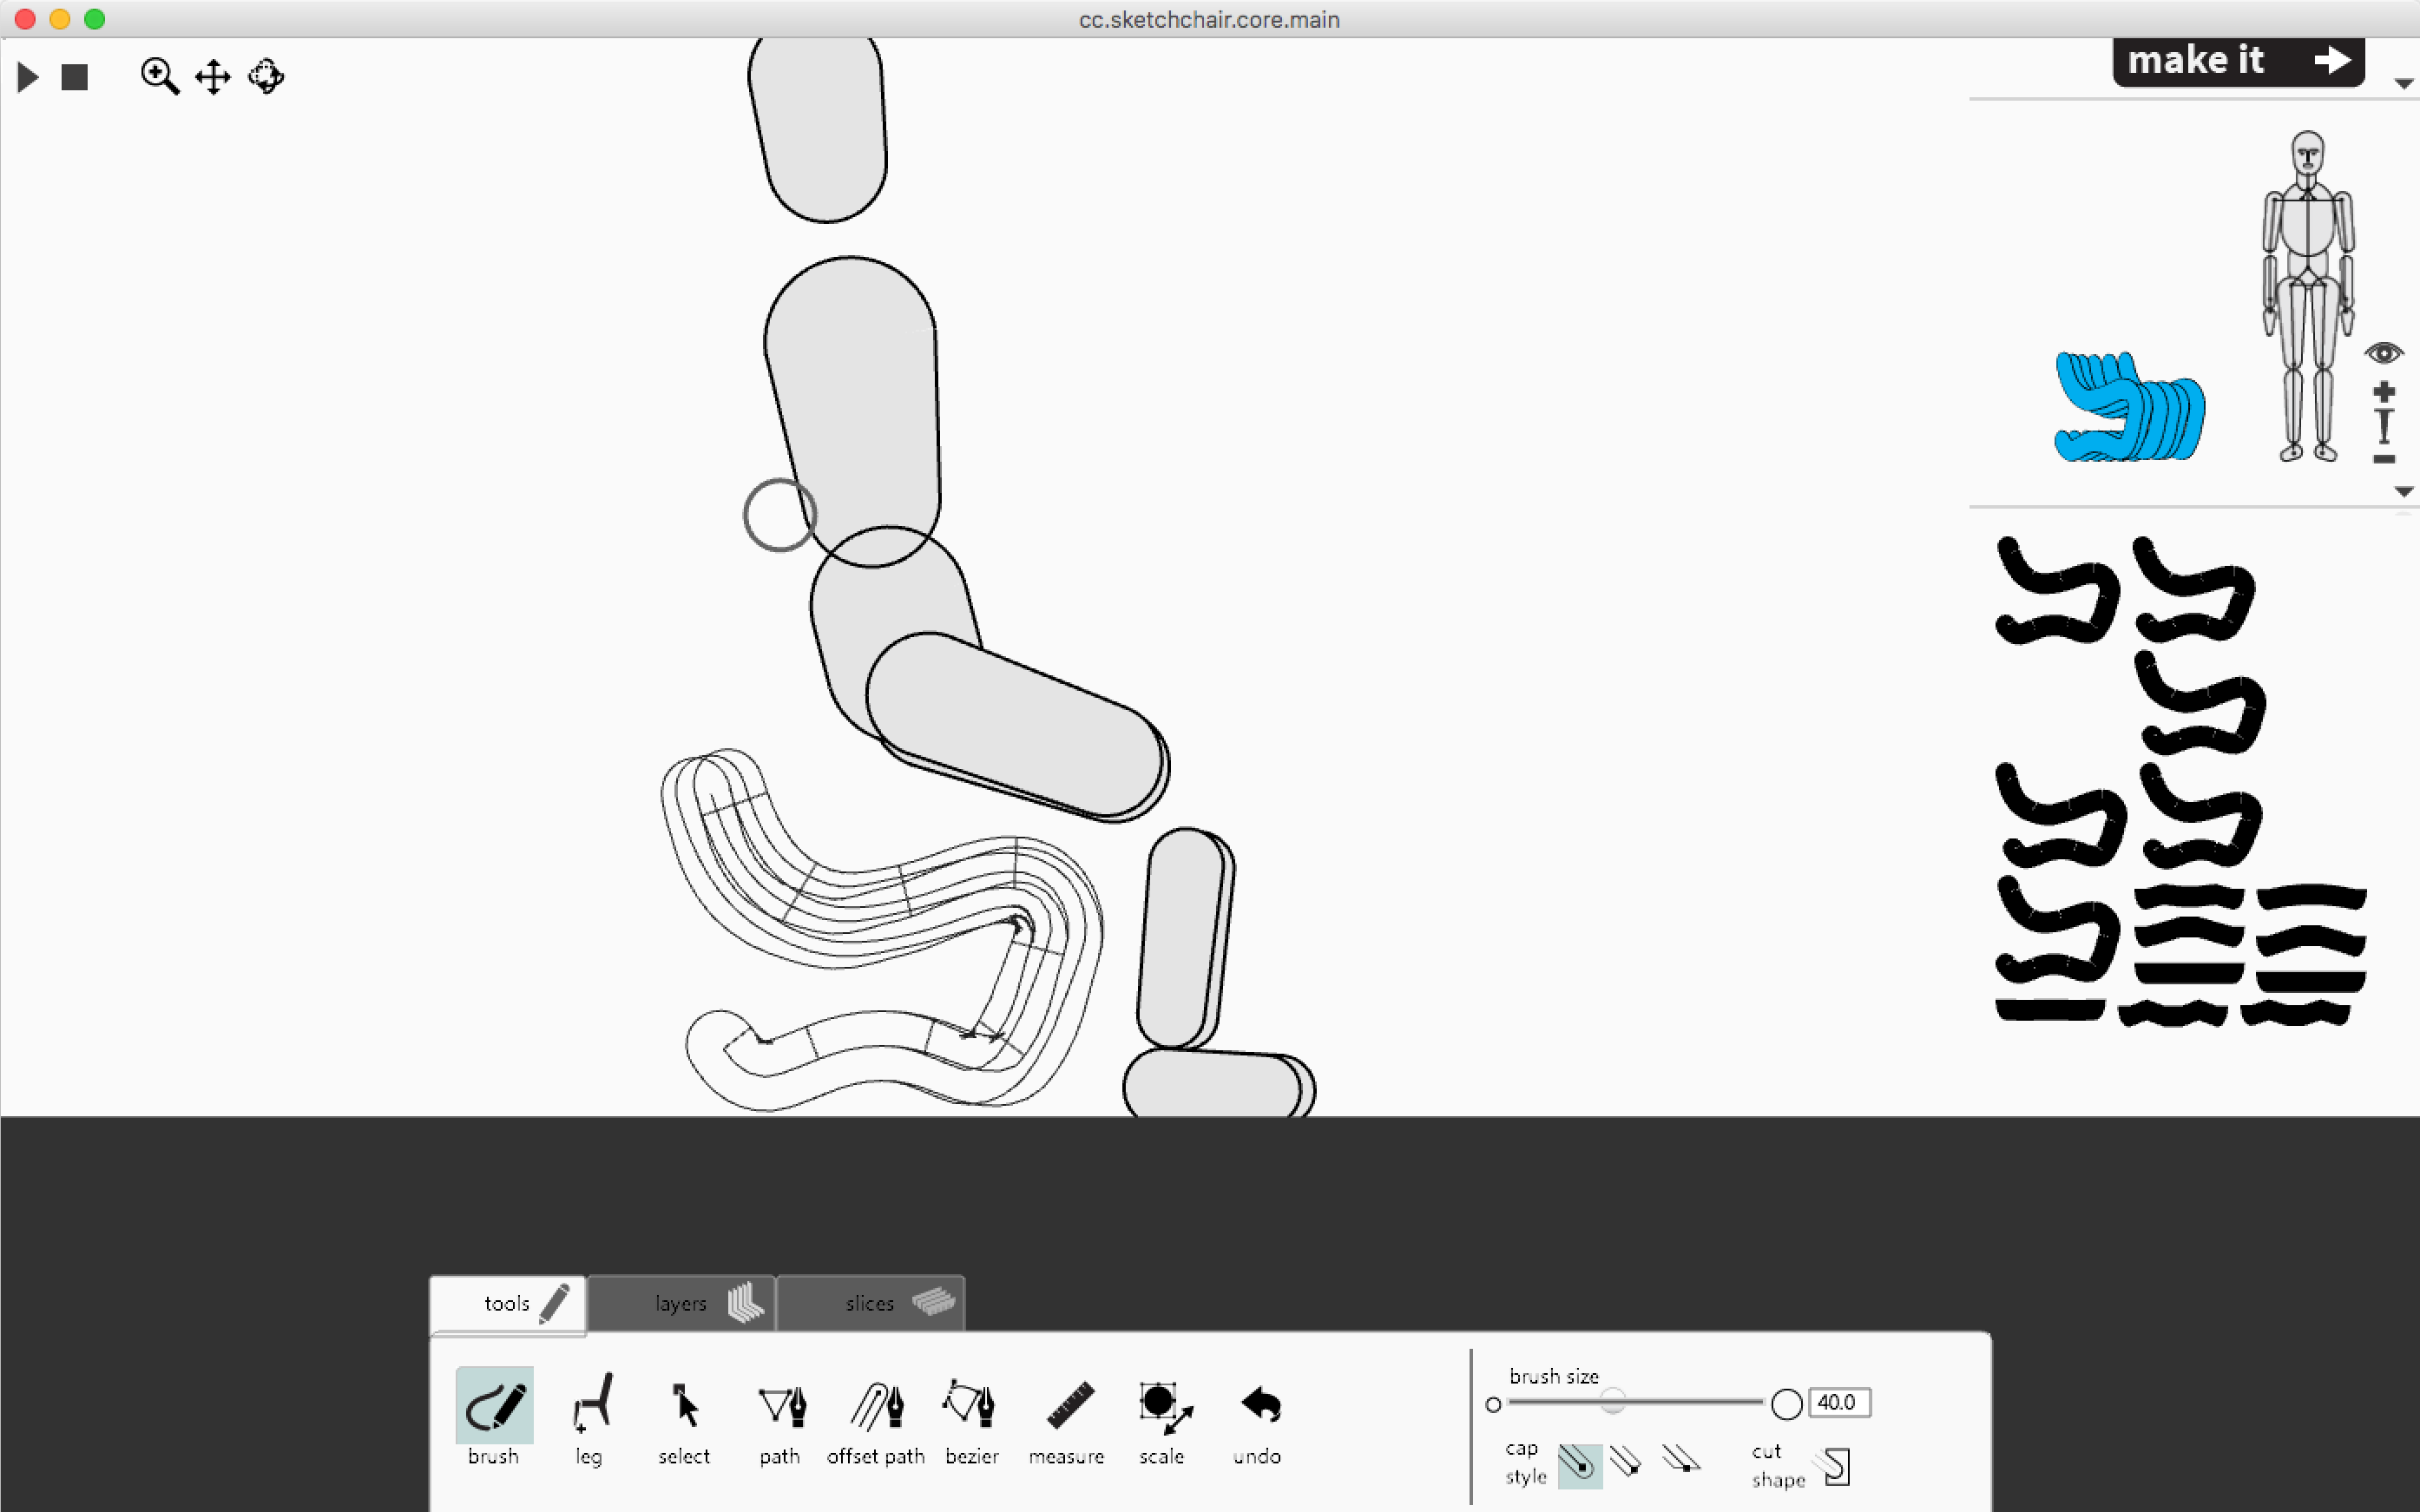 cc.sketchchair.core.main
make it
tools
layers
slices
brush
leg
select
path
offset path
bezier
measure
scale
undo
brush size
40.0
cap
style
cut
shape